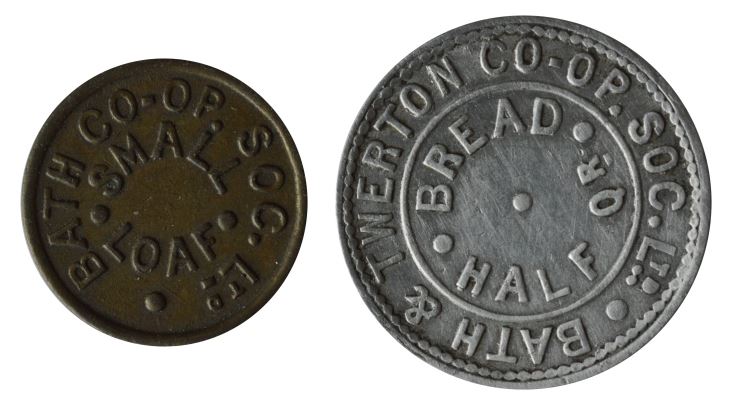 BATH CO-OP. SOC. LTD.
SMALL
LOAF
BATH & TWERTON CO-OP. SOC. LTD.
BREAD
HALF QR.